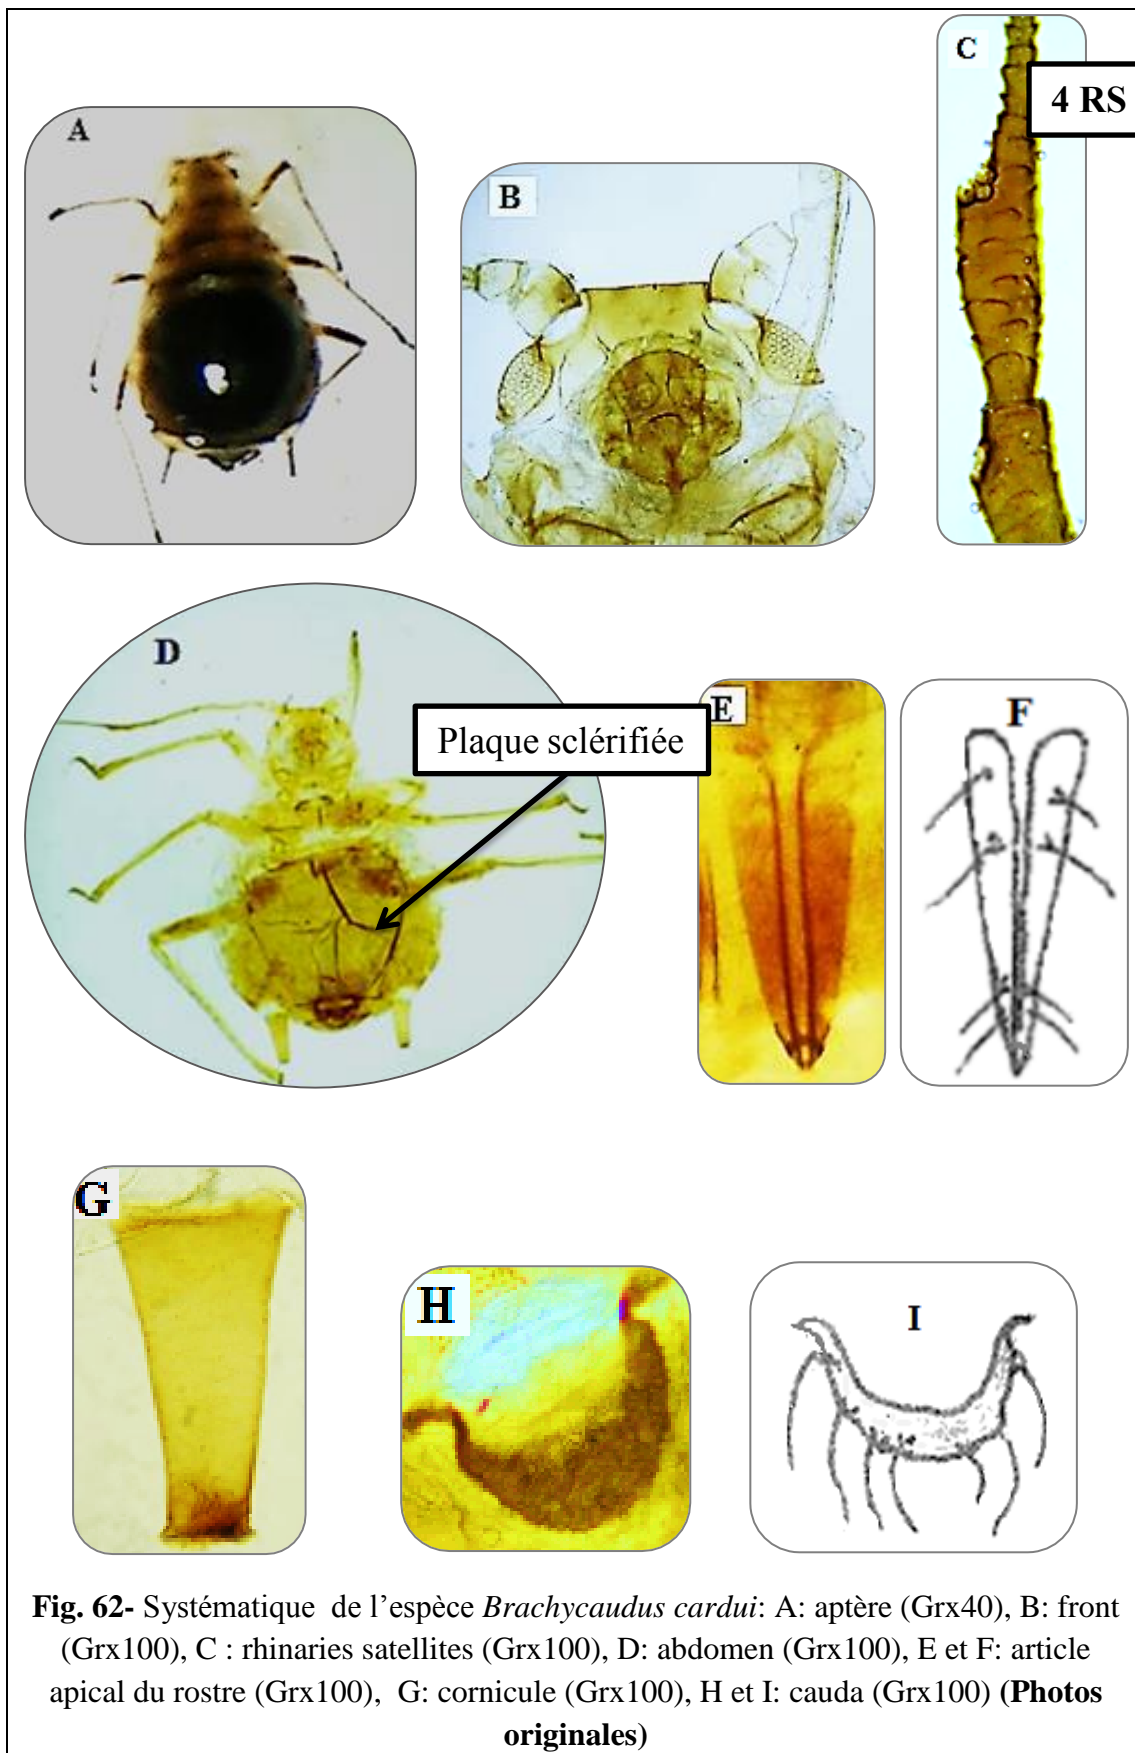 A
B
C
4 RS
D
Plaque sclérifiée
E
F
G
H
I
Fig. 62- Systématique de l’espèce Brachycaudus cardui: A: aptère (Grx40), B: front
(Grx100), C : rhinaries satellites (Grx100), D: abdomen (Grx100), E et F: article
apical du rostre (Grx100), G: cornicule (Grx100), H et I: cauda (Grx100) (Photos
originales)